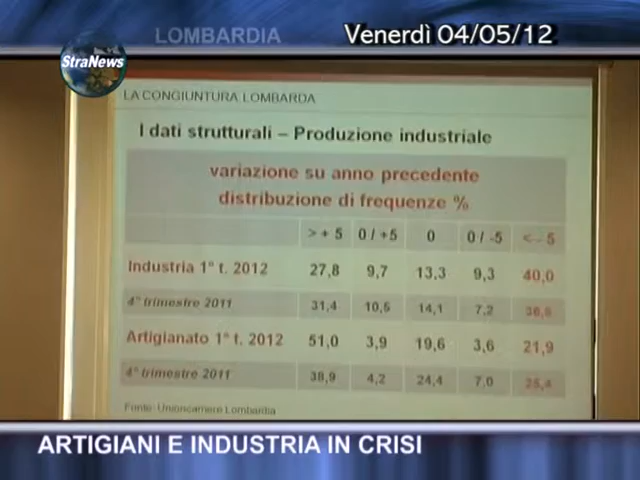 LOMBARDIA
Venerdì 04/05/12
StraNews
LA CONGIUNTURA LOMBARDA
I dati strutturali – Produzione industriale
variazione su anno precedente
distribuzione di frequenze %
> + 5 0 / +5 0 0 / -5 <– 5
Industria 1° t. 2012 27,8 9,7 13,3 9,3 40,0
4° trimestre 2011 31,4 10,6 14,1 7,2 36,8
Artigianato 1° t. 2012 51,0 3,9 19,6 3,6 21,9
4° trimestre 2011 38,9 4,2 24,4 7,0 25,4
Fonte: Unioncamere Lombardia
ARTIGIANI E INDUSTRIA IN CRISI